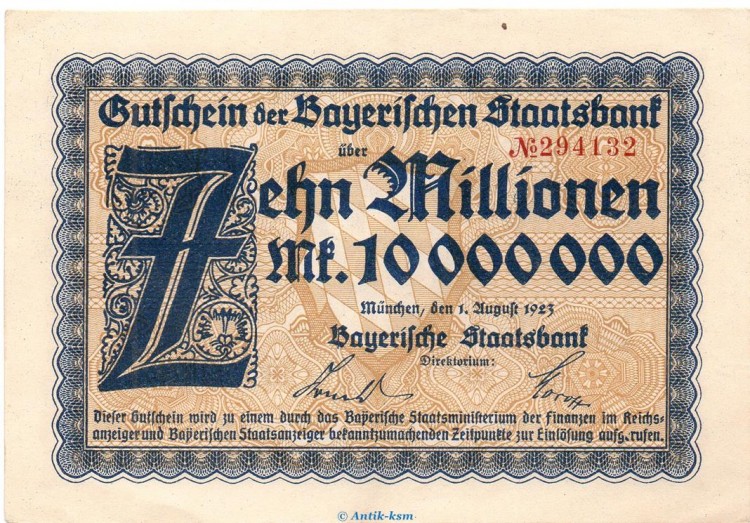 Gutschein der Bayerischen Staatsbank
über
№294132
Zehn Millionen
Mk. 10 000 000
München, den 1. August 1923
Bayerische Staatsbank
Direktorium:
Dieser Gutschein wird zu einem durch das Bayerische Staatsministerium der Finanzen im Reichs-
anzeiger und Bayerischen Staatsanzeiger bekanntzumachenden Zeitpunkte zur Einlösung aufg. rufen.
© Antik-ksm